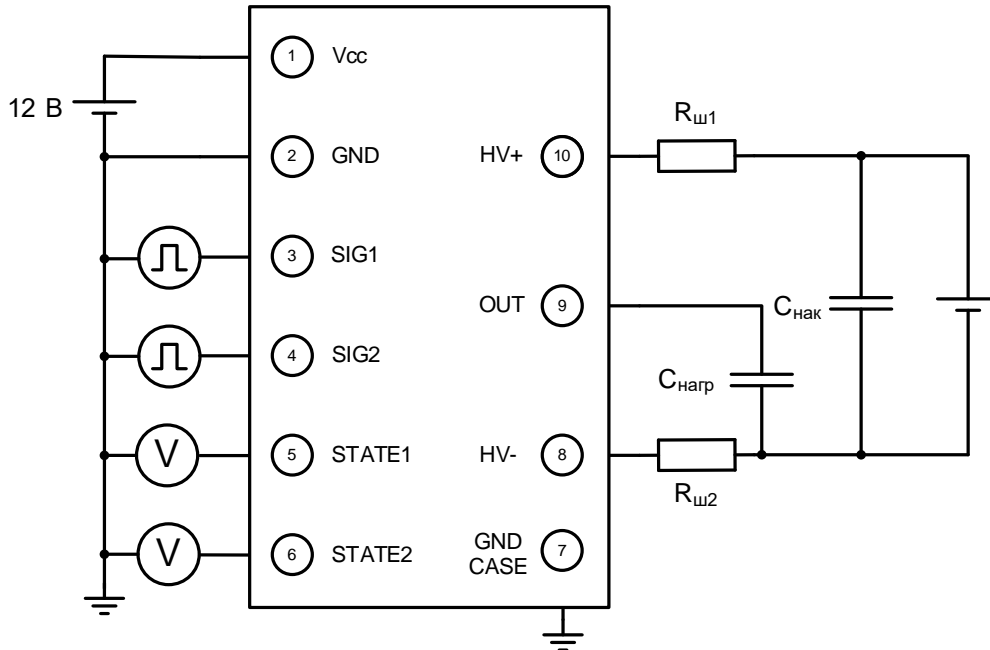 12 В
1 Vcc
2 GND
3 SIG1
4 SIG2
V 5 STATE1
V 6 STATE2
HV+ 10
OUT 9
HV- 8
GND
CASE 7
Rш1
Cнак
Cнагр
Rш2